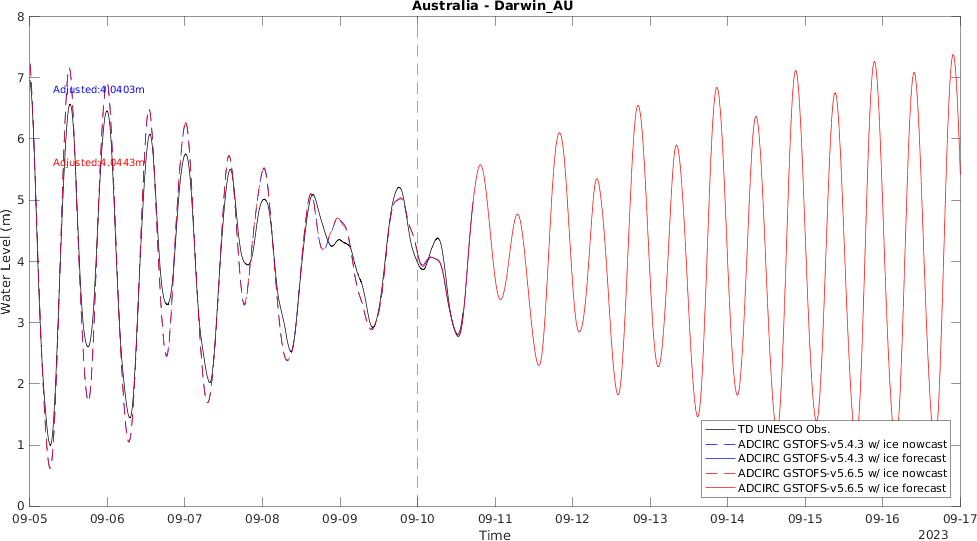 Australia - Darwin_AU
8
7
6
5
4
3
2
1
0
Water Level (m)
Adjusted:4.0403m
Adjusted:4.0443m
TD UNESCO Obs.
ADCIRC GSTOFS-v5.4.3 w/ ice nowcast
ADCIRC GSTOFS-v5.4.3 w/ ice forecast
ADCIRC GSTOFS-v5.6.5 w/ ice nowcast
ADCIRC GSTOFS-v5.6.5 w/ ice forecast
09-05 09-06 09-07 09-08 09-09 09-10 09-11 09-12 09-13 09-14 09-15 09-16 09-17
Time
2023